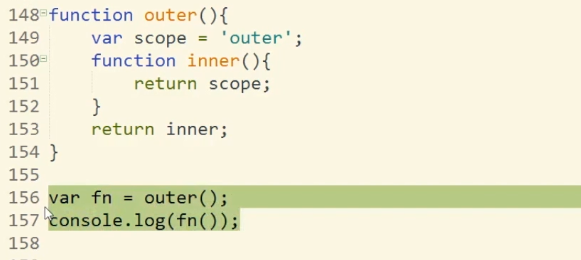 148 function outer(){
149     var scope = 'outer';
150     function inner(){
151         return scope;
152     }
153     return inner;
154 }
155
156 var fn = outer();
157 console.log(fn());
158